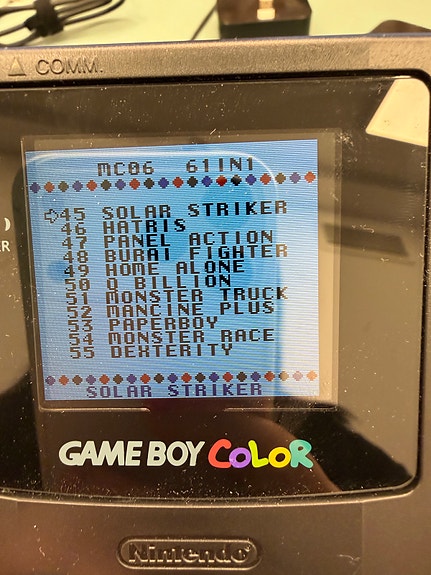 △ COMM.
MC06 61IN1
⇨45 SOLAR STRIKER
46 HATRIS
47 PANEL ACTION
48 BURAI FIGHTER
49 HOME ALONE
50 Q BILLION
51 MONSTER TRUCK
52 MANCINE PLUS
53 PAPERBOY
54 MONSTER RACE
55 DEXTERITY
SOLAR STRIKER
GAME BOY COLOR
Nintendo